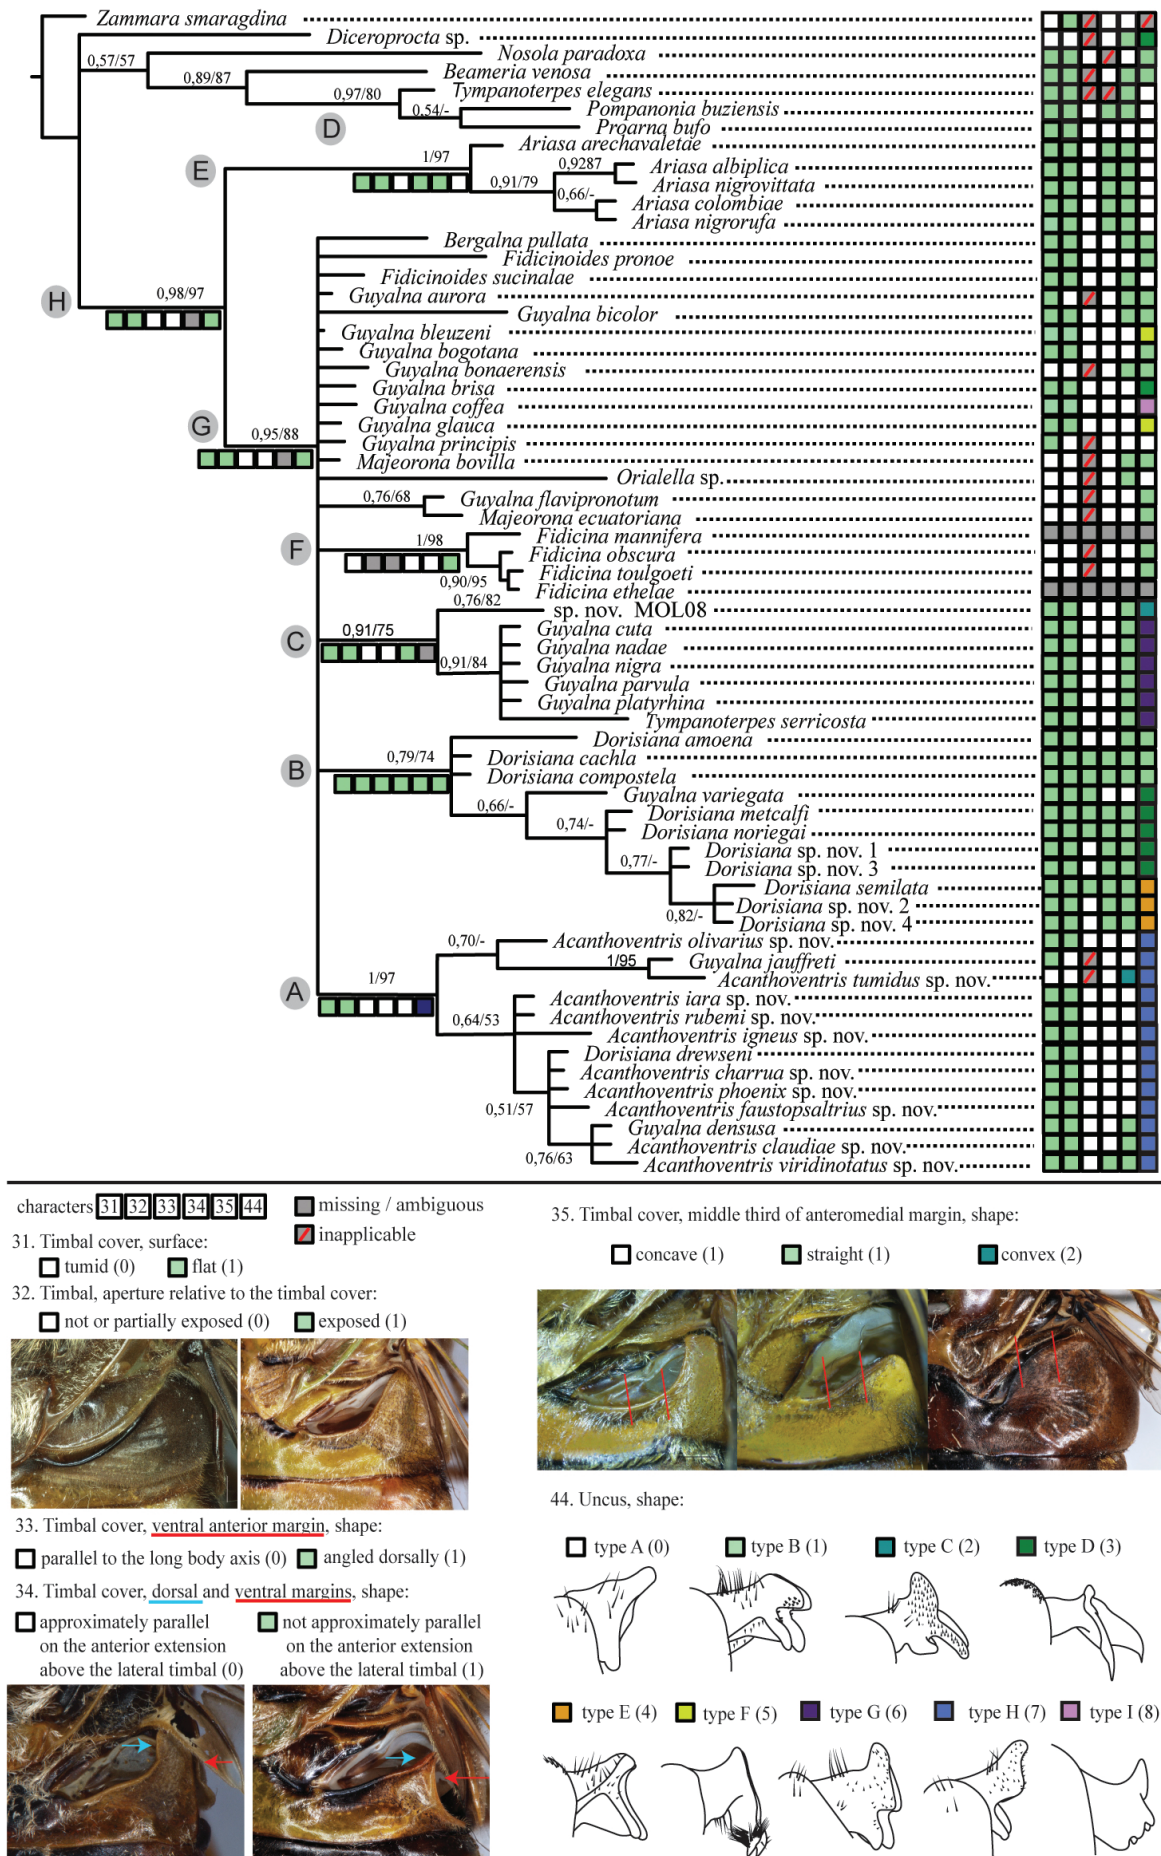 Zammara smaragdina
Diceroprocta sp.
0,57/57
Nosola paradoxa
0,89/87
Beameria venosa
0,97/80
Tympanoterpes elegans
0,54/-
Pompanonia buziensis
D
Proarna bufo
Ariasa arechavaletae
1/97
E
0,9287
Ariasa albiplica
0,91/79
Ariasa nigrovittata
0,66/-
Ariasa colombiae
Ariasa nigrorufa
Bergalna pullata
Fidicinoides pronoe
Fidicinoides sucinalae
H
0,98/97
Guyalna aurora
Guyalna bicolor
Guyalna bleuzeni
Guyalna bogotana
Guyalna bonaerensis
Guyalna brisa
Guyalna coffea
G
0,95/88
Guyalna glauca
Guyalna principis
Majeorona bovilla
Orialella sp.
0,76/68
Guyalna flavipronotum
Majeorona ecuatoriana
F
1/98
Fidicina mannifera
Fidicina obscura
0,90/95
Fidicina toulgoeti
Fidicina ethelae
0,76/82
sp. nov. MOL08
C
0,91/75
Guyalna cuta
Guyalna nadae
0,91/84
Guyalna nigra
Guyalna parvula
Guyalna platyrhina
Tympanoterpes serricosta
Dorisiana amoena
B
0,79/74
Dorisiana cachla
Dorisiana compostela
0,66/-
Guyalna variegata
0,74/-
Dorisiana metcalfi
Dorisiana noriegai
0,77/-
Dorisiana sp. nov. 1
Dorisiana sp. nov. 3
Dorisiana semilata
0,82/-
Dorisiana sp. nov. 2
Dorisiana sp. nov. 4
0,70/-
Acanthoventris olivarius sp. nov.
1/95
Guyalna jauffreti
Acanthoventris tumidus sp. nov.
A
1/97
Acanthoventris iara sp. nov.
0,64/53
Acanthoventris rubemi sp. nov.
Acanthoventris igneus sp. nov.
Dorisiana drewseni
Acanthoventris charrua sp. nov.
Acanthoventris phoenix sp. nov.
0,51/57
Acanthoventris faustopsaltrius sp. nov.
Guyalna densusa
Acanthoventris claudiae sp. nov.
0,76/63
Acanthoventris viridinotatus sp. nov.
characters 31 32 33 34 35 44
missing / ambiguous
inapplicable
31. Timbal cover, surface:
tumid (0) flat (1)
32. Timbal, aperture relative to the timbal cover:
not or partially exposed (0) exposed (1)
33. Timbal cover, ventral anterior margin, shape:
parallel to the long body axis (0) angled dorsally (1)
34. Timbal cover, dorsal and ventral margins, shape:
approximately parallel
on the anterior extension
above the lateral timbal (0)
not approximately parallel
on the anterior extension
above the lateral timbal (1)
35. Timbal cover, middle third of anteromedial margin, shape:
concave (1) straight (1) convex (2)
44. Uncus, shape:
type A (0) type B (1) type C (2) type D (3)
type E (4) type F (5) type G (6) type H (7) type I (8)